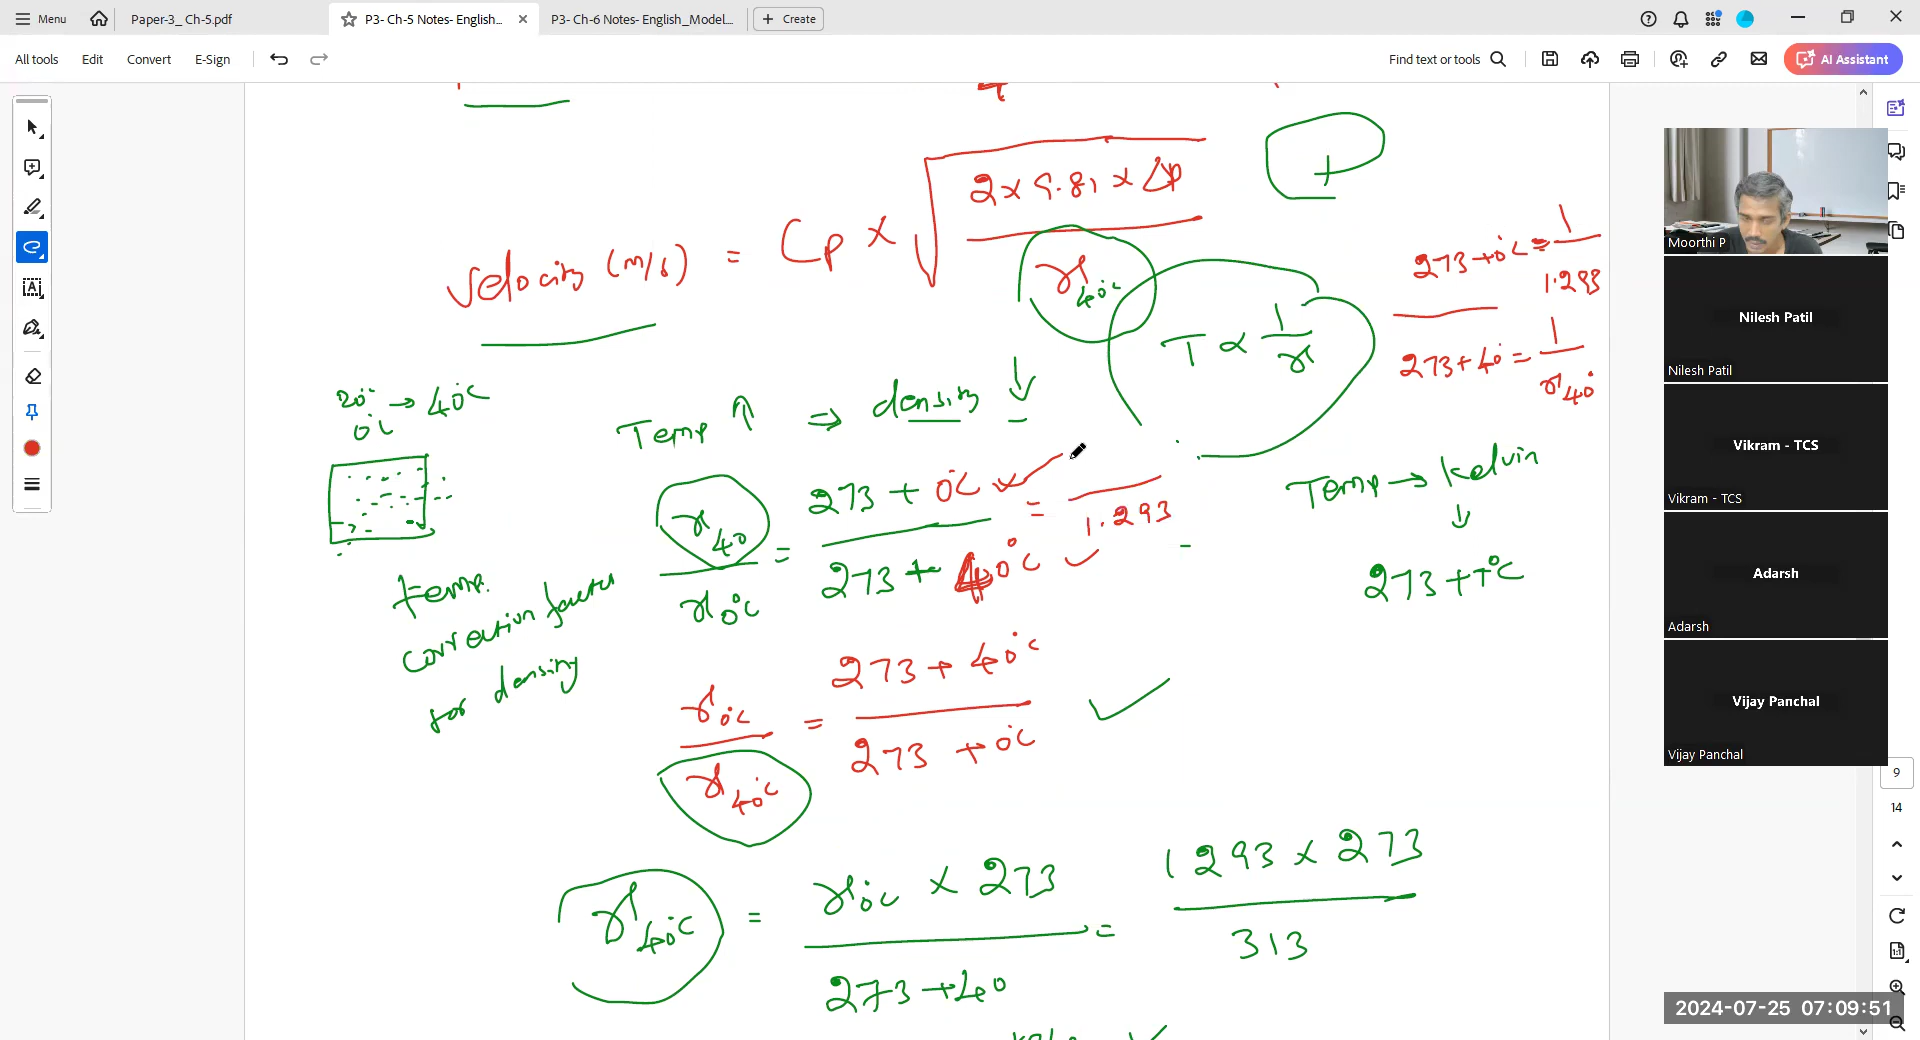 Menu
Paper-3_ Ch-5.pdf
P3- Ch-5 Notes- English...
P3- Ch-6 Notes- English_Model...
Create
All tools
Edit
Convert
E-Sign
Find text or tools
AI Assistant
velocity (m/s) = Cp × √
2 × 9.81 × Δp
γ 40°C
+
273+0°C = 1/1.293
273+40° = 1/γ40°
T ∝ 1/γ
20°C
0°C → 40°C
Temp ↑ ⇒ density ↓
Temp → kelvin
↓
273 + T°C
γ40 / γ0°C = 273 + 0°C / 273 + 40°C = 1.293
temp.
correction factor
for density
γ0°C / γ40°C = 273 + 40°C / 273 + 0°C
γ40°C = γ0°C × 273 / 273 + 40 = 1 293 × 273 / 313
Moorthi P
Nilesh Patil
Nilesh Patil
Vikram - TCS
Vikram - TCS
Adarsh
Adarsh
Vijay Panchal
Vijay Panchal
9
14
2024-07-25 07:09:51